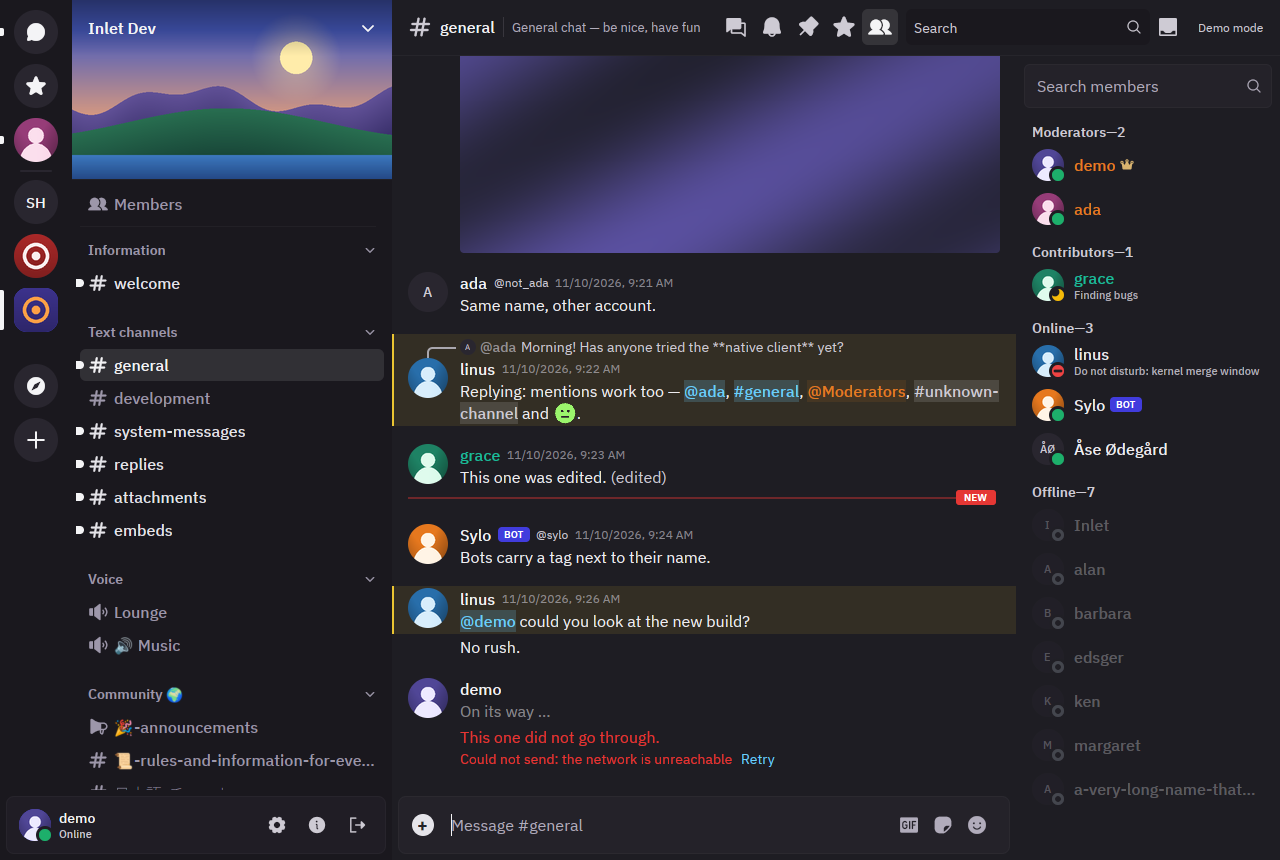 Inlet Dev
SH
Members
Information
welcome
Text channels
general
development
system-messages
replies
attachments
embeds
Voice
Lounge
🔊 Music
Community 🌍
🎉-announcements
📜-rules-and-information-for-eve...
demo
Online
# general
General chat — be nice, have fun
Search
Demo mode
A
ada @not_ada 11/10/2026, 9:21 AM
Same name, other account.
A @ada Morning! Has anyone tried the **native client** yet?
linus 11/10/2026, 9:22 AM
Replying: mentions work too — @ada, #general, @Moderators, #unknown-
channel and 😐.
grace 11/10/2026, 9:23 AM
This one was edited. (edited)
NEW
Sylo BOT @sylo 11/10/2026, 9:24 AM
Bots carry a tag next to their name.
linus 11/10/2026, 9:26 AM
@demo could you look at the new build?
No rush.
demo
On its way ...
This one did not go through.
Could not send: the network is unreachable Retry
Message #general
GIF
Search members
Moderators—2
demo
ada
Contributors—1
grace
Finding bugs
Online—3
linus
Do not disturb: kernel merge window
Sylo BOT
ÅØ Åse Ødegård
Offline—7
I Inlet
A alan
B barbara
E edsger
K ken
M margaret
A a-very-long-name-that...